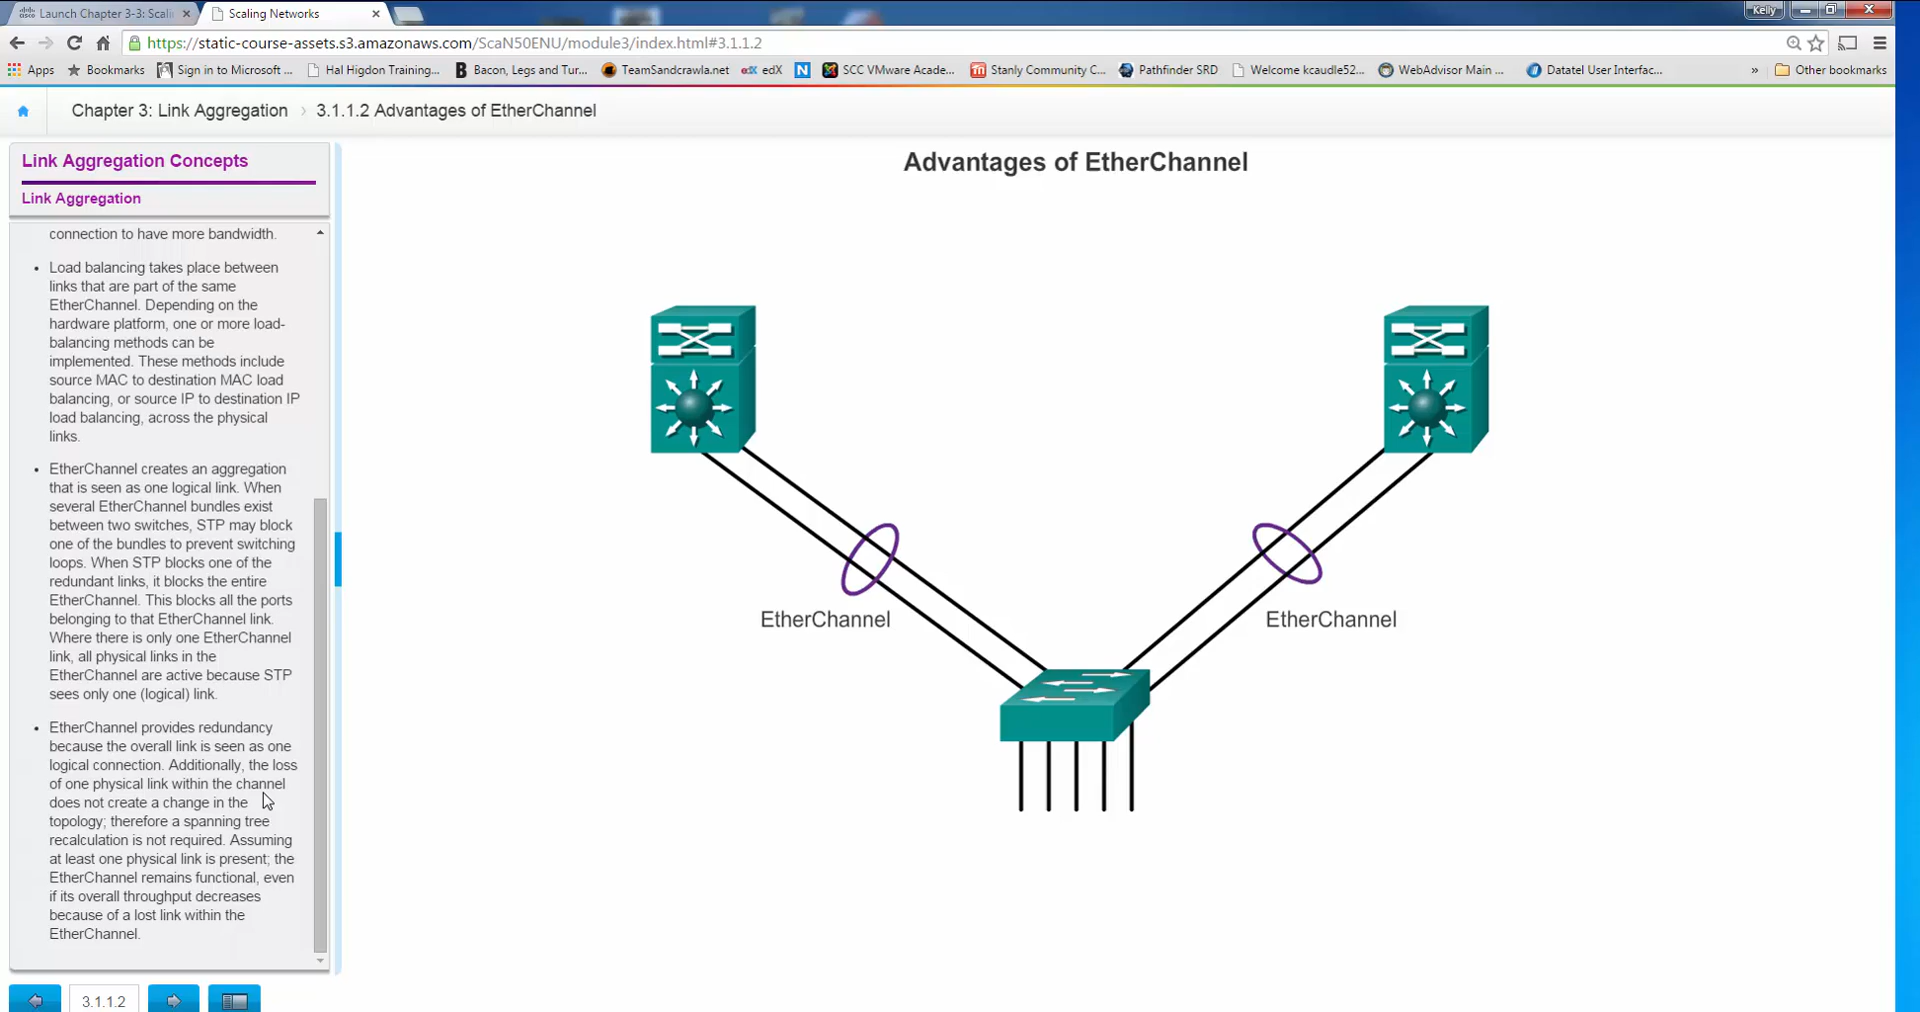 Launch Chapter 3-3: Scali
Scaling Networks
Kelly
https://static-course-assets.s3.amazonaws.com/ScaN50ENU/module3/index.html#3.1.1.2
Apps
Bookmarks
Sign in to Microsoft ...
Hal Higdon Training...
Bacon, Legs and Tur...
TeamSandcrawla.net
edX
SCC VMware Acade...
Stanly Community C...
Pathfinder SRD
Welcome kcaudle52...
WebAdvisor Main ...
Datatel User Interfac...
»
Other bookmarks
Chapter 3: Link Aggregation › 3.1.1.2 Advantages of EtherChannel
Link Aggregation Concepts
Link Aggregation
connection to have more bandwidth.
• Load balancing takes place between
links that are part of the same
EtherChannel. Depending on the
hardware platform, one or more load-
balancing methods can be
implemented. These methods include
source MAC to destination MAC load
balancing, or source IP to destination IP
load balancing, across the physical
links.
• EtherChannel creates an aggregation
that is seen as one logical link. When
several EtherChannel bundles exist
between two switches, STP may block
one of the bundles to prevent switching
loops. When STP blocks one of the
redundant links, it blocks the entire
EtherChannel. This blocks all the ports
belonging to that EtherChannel link.
Where there is only one EtherChannel
link, all physical links in the
EtherChannel are active because STP
sees only one (logical) link.
• EtherChannel provides redundancy
because the overall link is seen as one
logical connection. Additionally, the loss
of one physical link within the channel
does not create a change in the
topology; therefore a spanning tree
recalculation is not required. Assuming
at least one physical link is present; the
EtherChannel remains functional, even
if its overall throughput decreases
because of a lost link within the
EtherChannel.
3.1.1.2
Advantages of EtherChannel
EtherChannel
EtherChannel